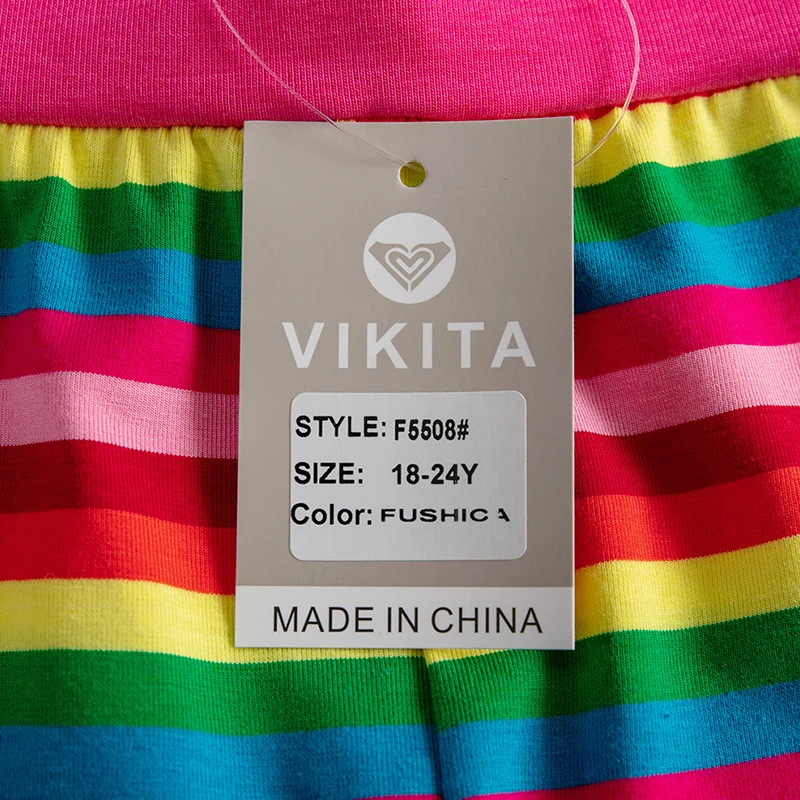 VIKITA
STYLE: F5508#
SIZE: 18-24Y
Color: FUSHICA
MADE IN CHINA